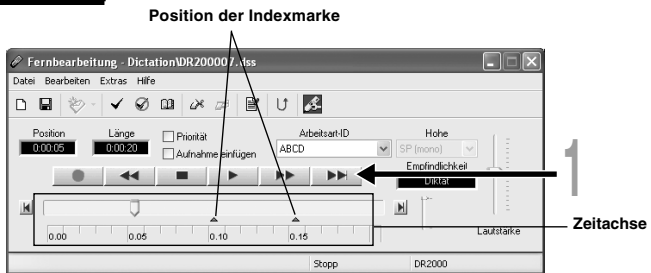 Position der Indexmarke
Fernbearbeitung - Dictation\DR200007.dss
Datei Bearbeiten Extras Hilfe
Position Länge Priorität Arbeitsart-ID Hohe
0:00:05 0:00:20 Aufnahme einfügen ABCD SP (mono)
Empfindlichkeit
Diktat
1
Zeitachse
0.00 0.05 0.10 0.15 Lautstärke
Stopp DR2000